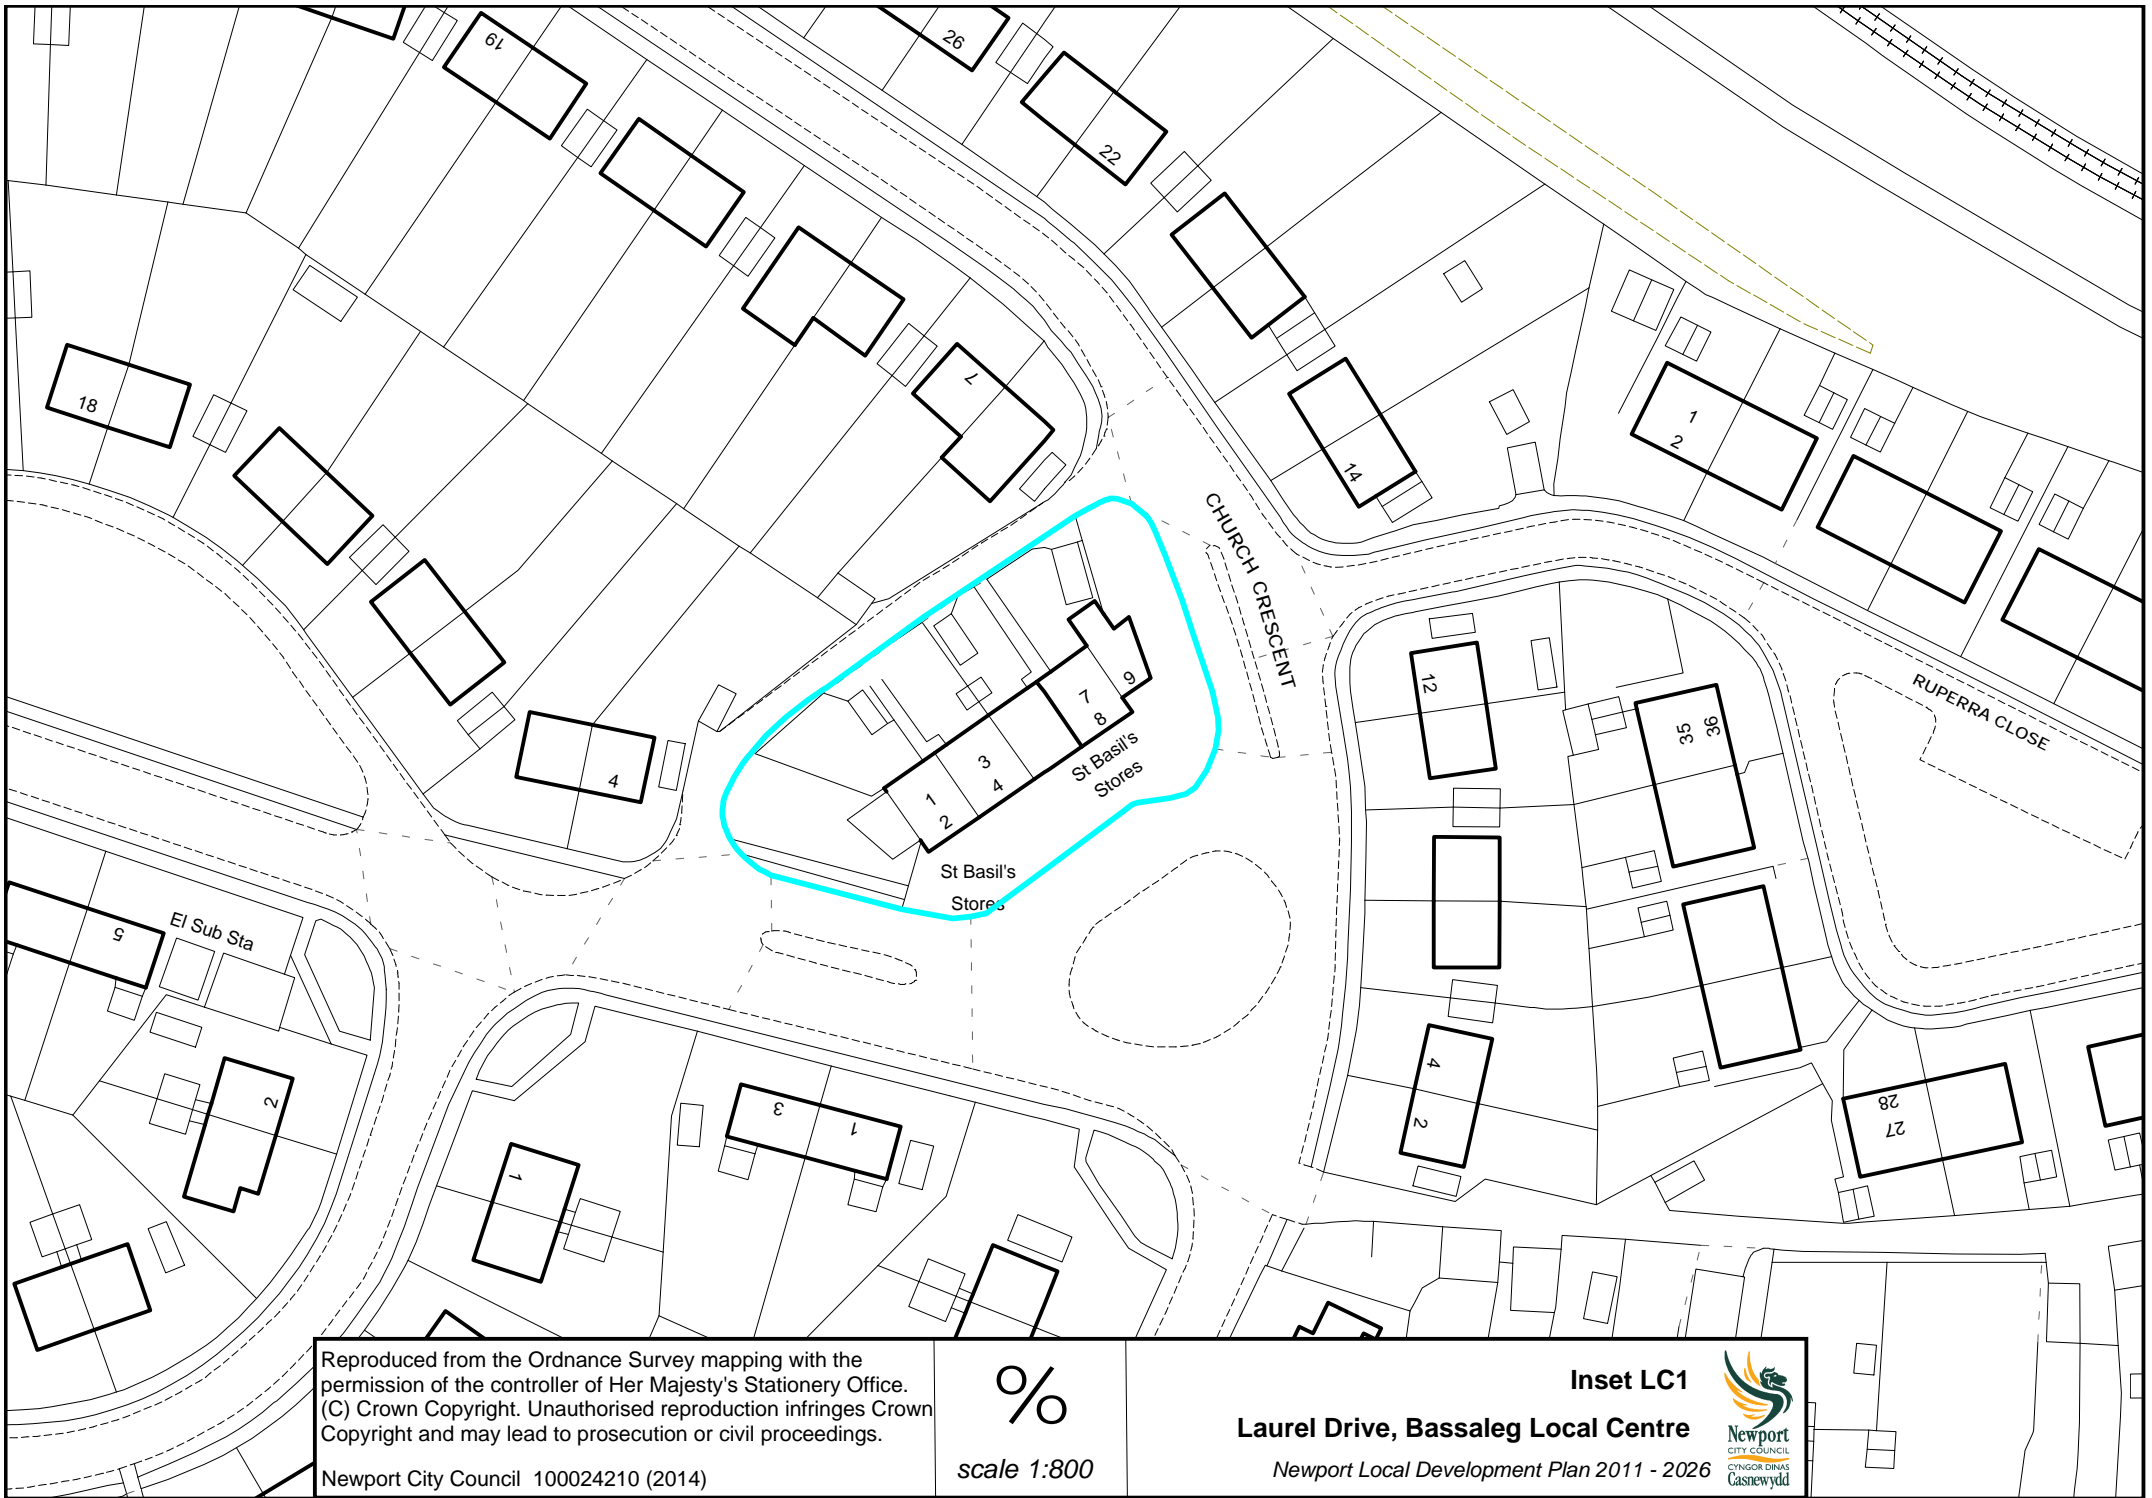 19
26
22
18
7
14
1
2
CHURCH CRESCENT
12
35
36
RUPERRA CLOSE
4
7
8
9
3
4
1
2
St Basil's
Stores
St Basil's
Stores
5
El Sub Sta
2
1
3
1
4
2
28
27
Reproduced from the Ordnance Survey mapping with the
permission of the controller of Her Majesty's Stationery Office.
(C) Crown Copyright. Unauthorised reproduction infringes Crown
Copyright and may lead to prosecution or civil proceedings.
Newport City Council 100024210 (2014)
%
scale 1:800
Inset LC1
Laurel Drive, Bassaleg Local Centre
Newport Local Development Plan 2011 - 2026
Newport
CITY COUNCIL
CYNGOR DINAS
Casnewydd